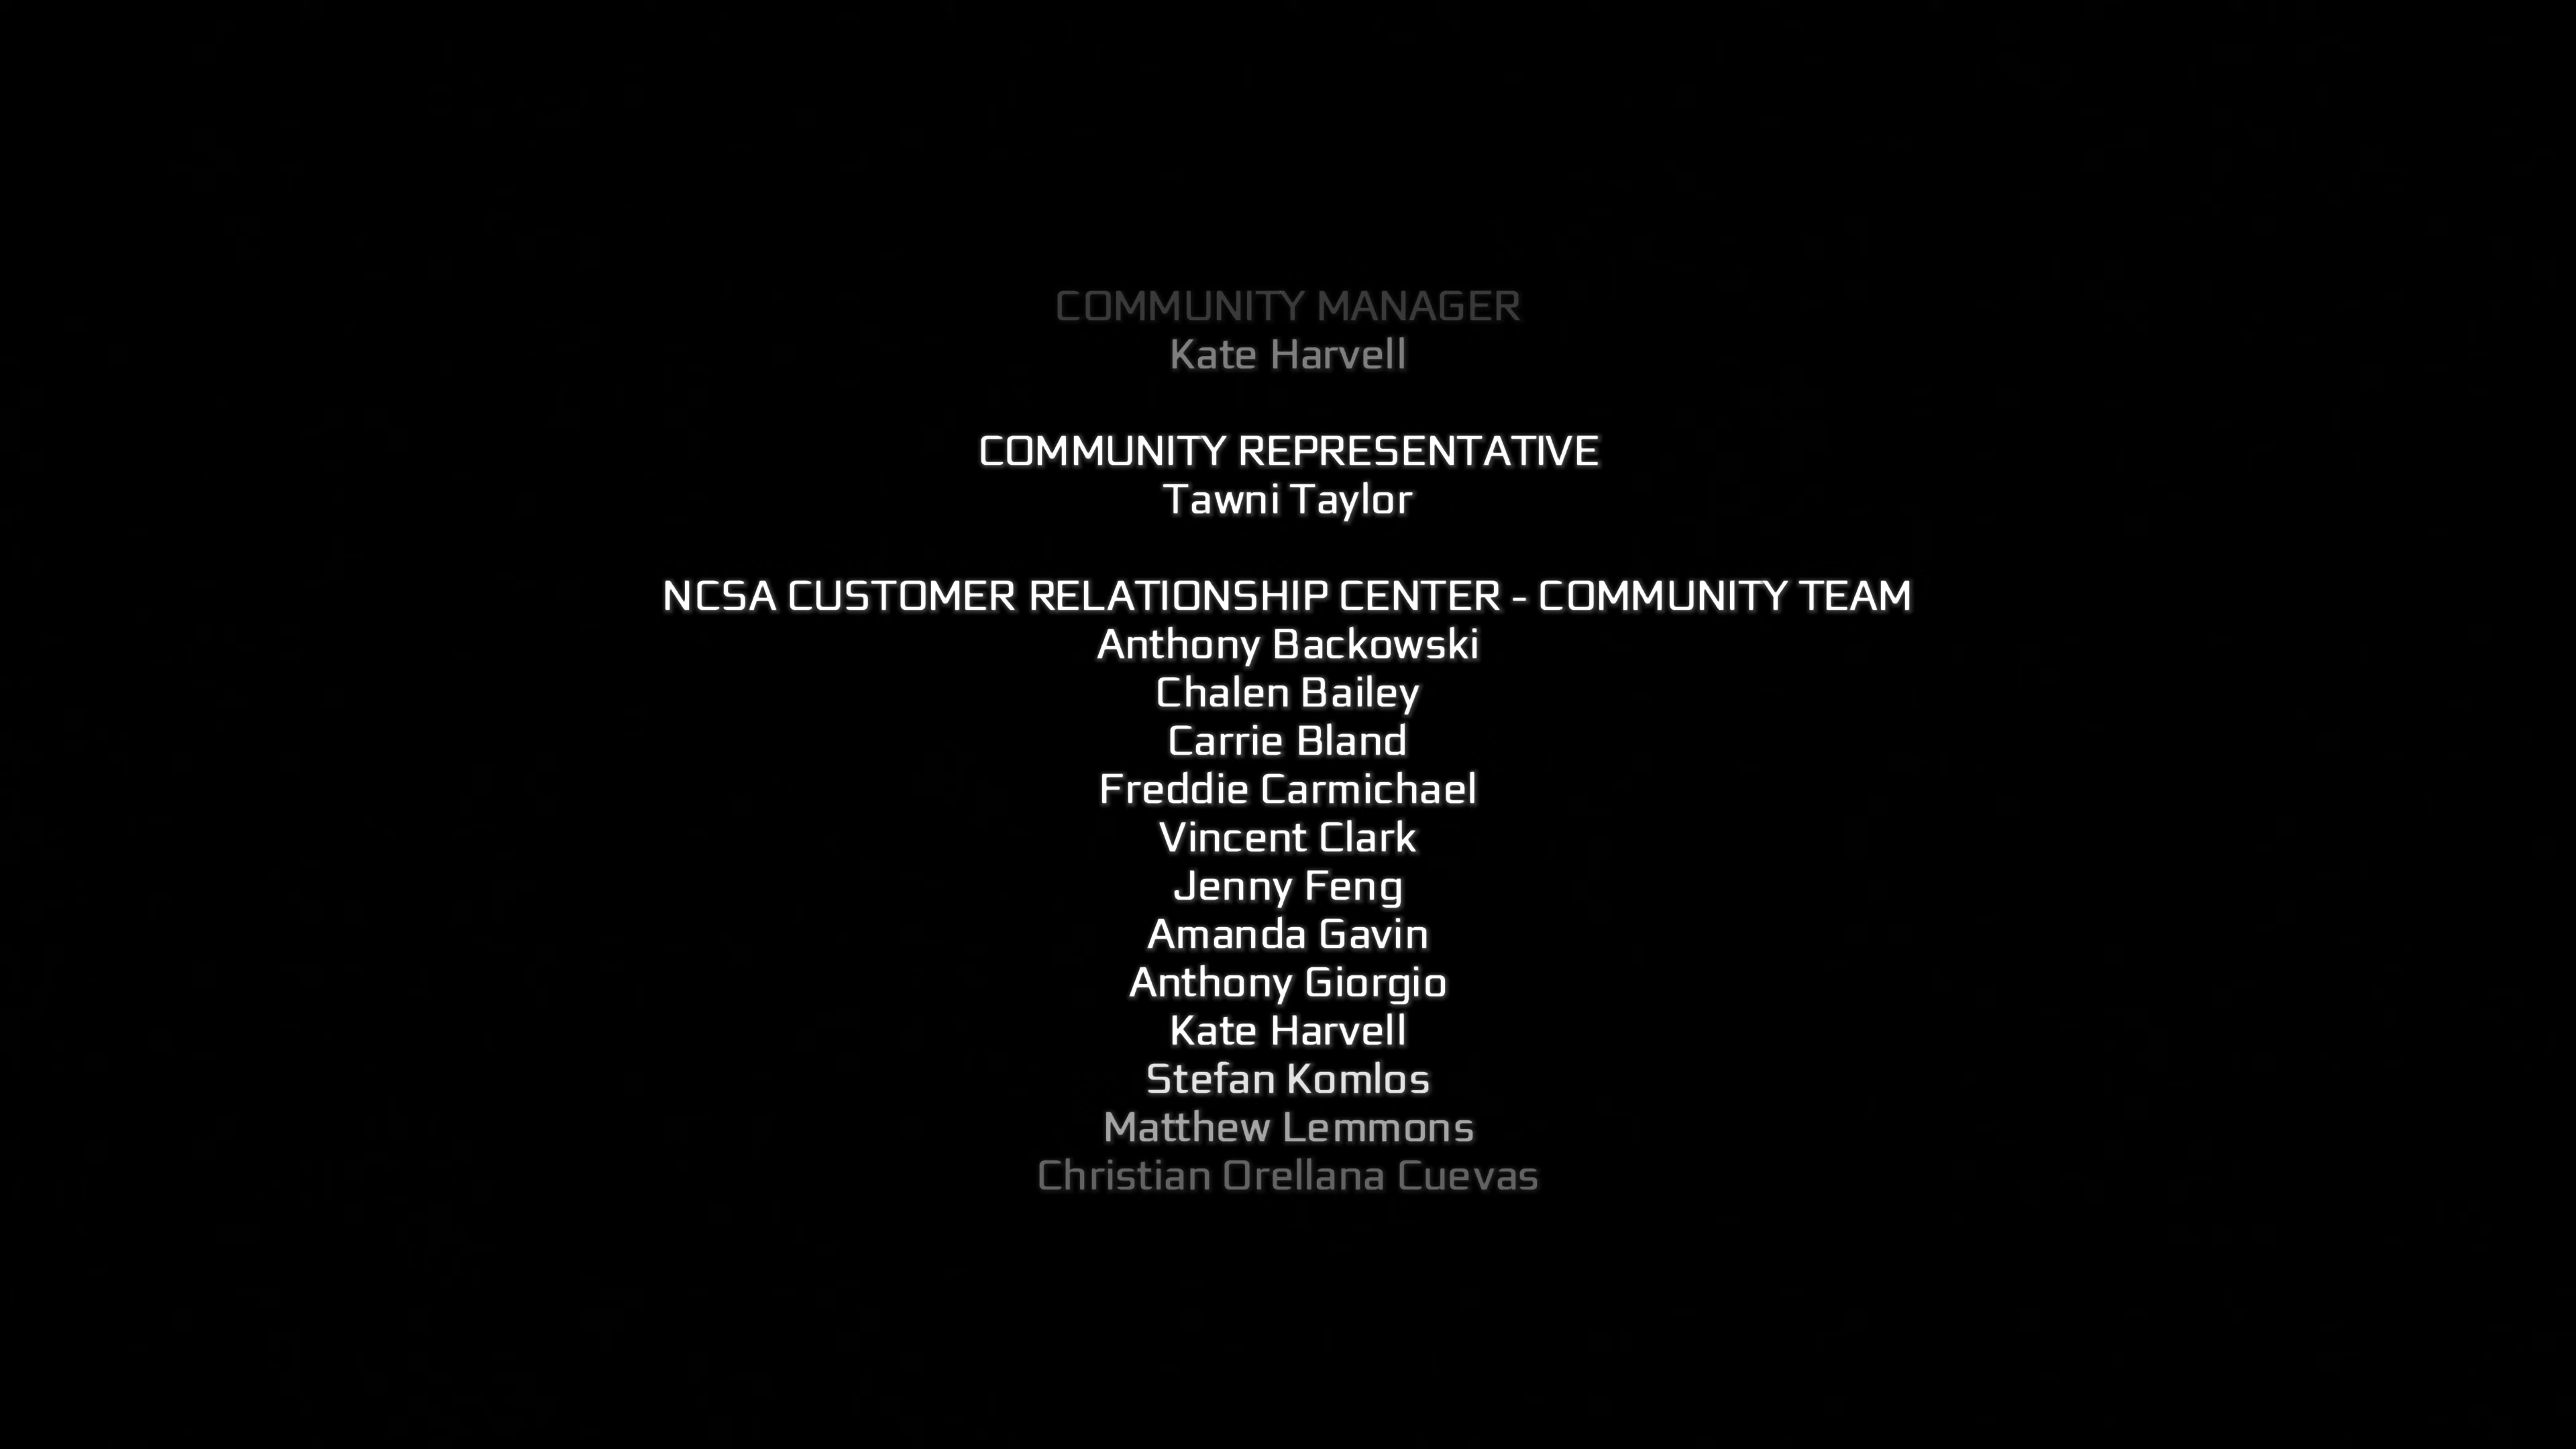 COMMUNITY MANAGER
Kate Harvell
COMMUNITY REPRESENTATIVE
Tawni Taylor
NCSA CUSTOMER RELATIONSHIP CENTER - COMMUNITY TEAM
Anthony Backowski
Chalen Bailey
Carrie Bland
Freddie Carmichael
Vincent Clark
Jenny Feng
Amanda Gavin
Anthony Giorgio
Kate Harvell
Stefan Komlos
Matthew Lemmons
Christian Orellana Cuevas